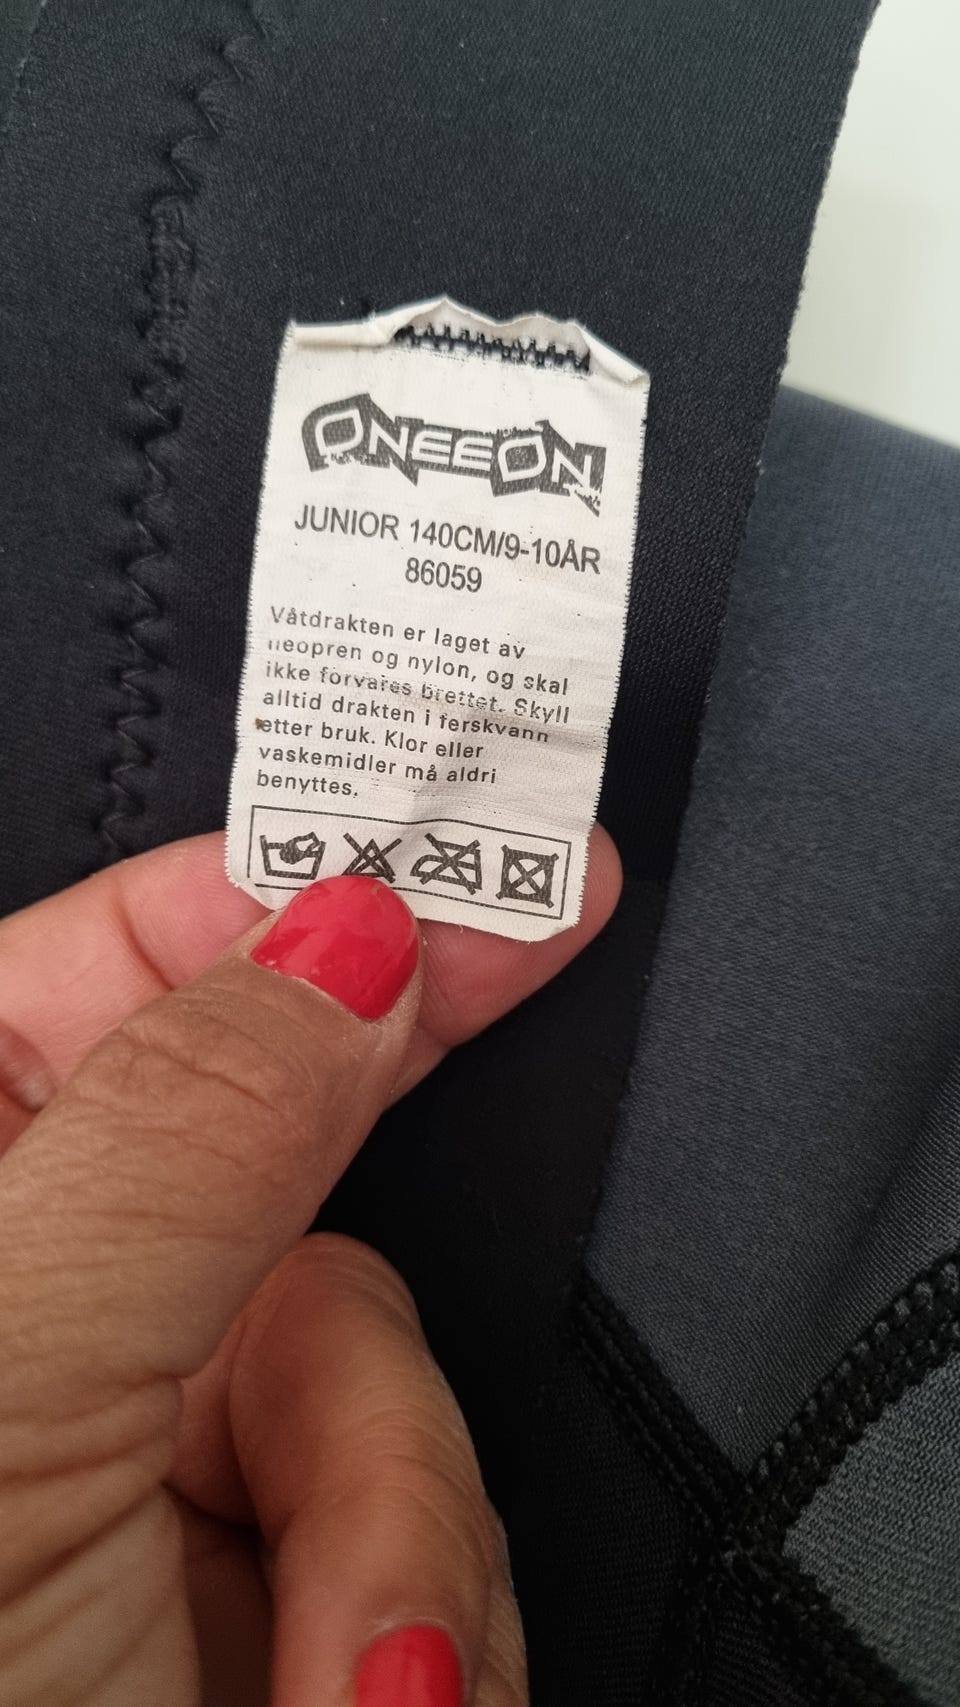 ONEEON
JUNIOR 140CM/9-10ÅR
86059
Våtdrakten er laget av
neopren og nylon, og skal
ikke forvares brettet. Skyll
alltid drakten i ferskvann
etter bruk. Klor eller
vaskemidler må aldri
benyttes.